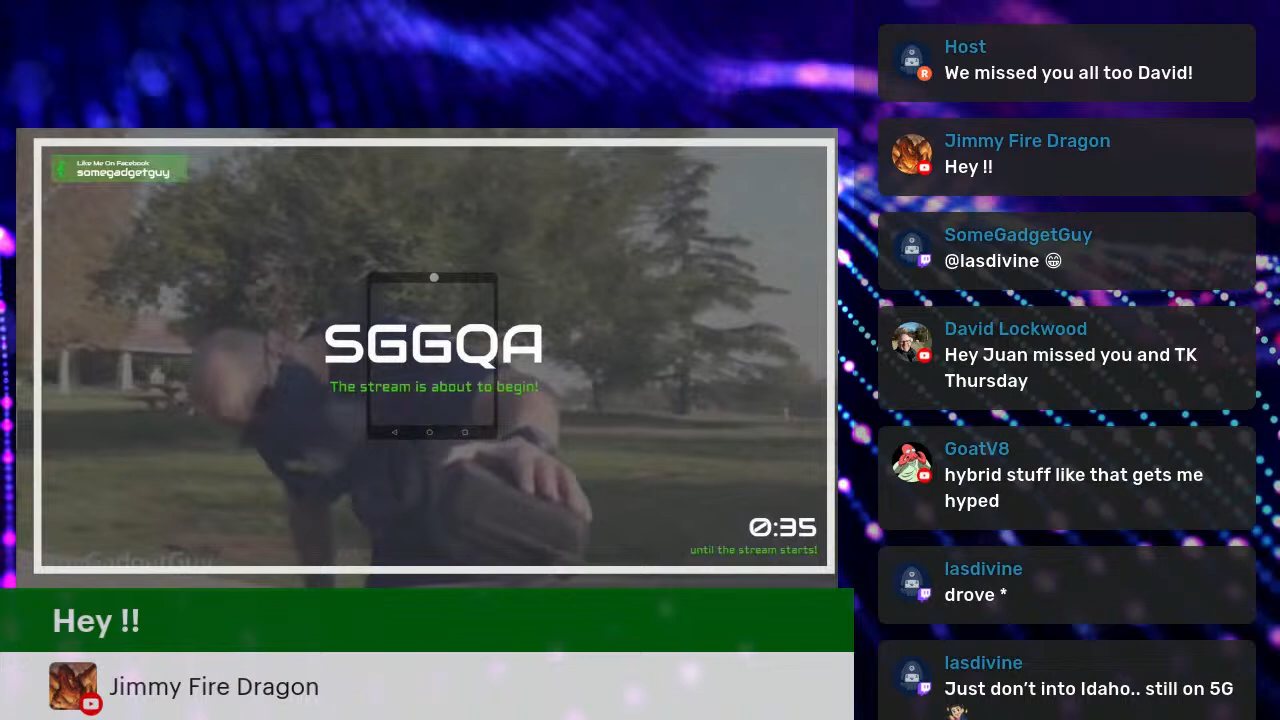 Like Me On Facebook
somegadgetguy
SGGQA
The stream is about to begin!
0:35
until the stream starts!
Hey !!
Jimmy Fire Dragon
Host
We missed you all too David!
Jimmy Fire Dragon
Hey !!
SomeGadgetGuy
@lasdivine 😁
David Lockwood
Hey Juan missed you and TK
Thursday
GoatV8
hybrid stuff like that gets me
hyped
lasdivine
drove *
lasdivine
Just don’t into Idaho.. still on 5G